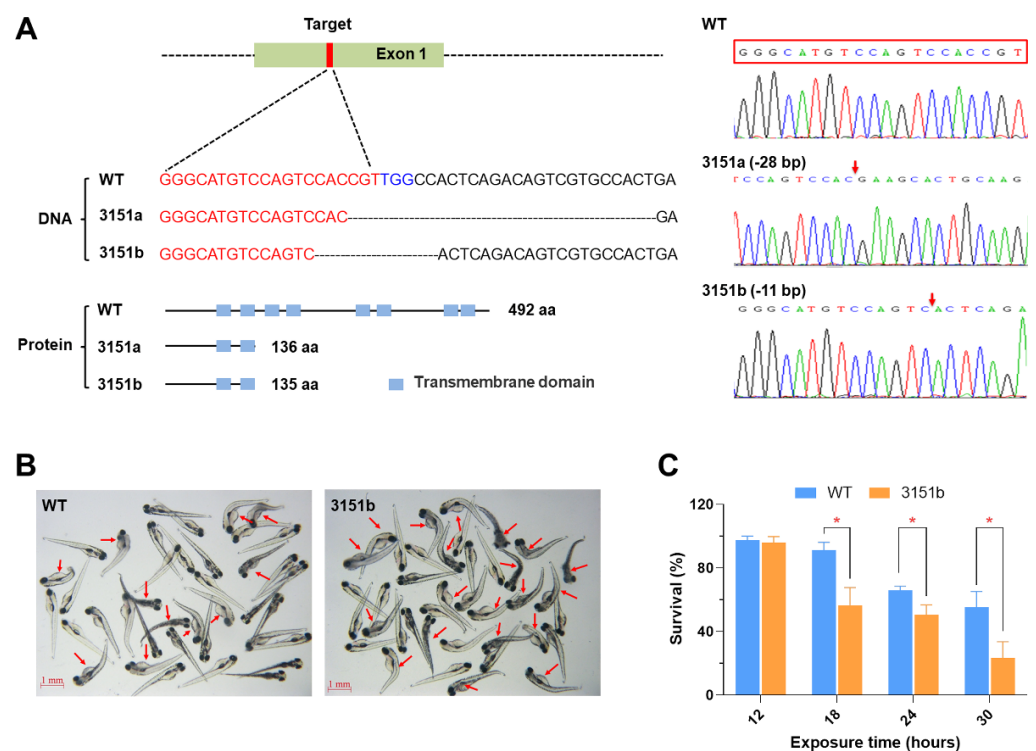 A
Target
Exon 1
DNA
WT GGGCATGTCCAGTCCACCGTTGGCCACTCAGACAGTCGTGCCACTGA
3151a GGGCATGTCCAGTCCAC-----------------------------GA
3151b GGGCATGTCCAGTC-----------ACTCAGACAGTCGTGCCACTGA
Protein
WT 492 aa
3151a 136 aa
3151b 135 aa
Transmembrane domain
WT
G G G C A T G T C C A G T C C A C C G T
3151a (-28 bp)
T C C A G T C C A C G A A G C A C T G C A A G
3151b (-11 bp)
G G G C A T G T C C A G T C A C T C A G A
B
WT
1 mm
3151b
1 mm
C
WT 3151b
Survival (%)
120
80
40
0
* * *
12 18 24 30
Exposure time (hours)